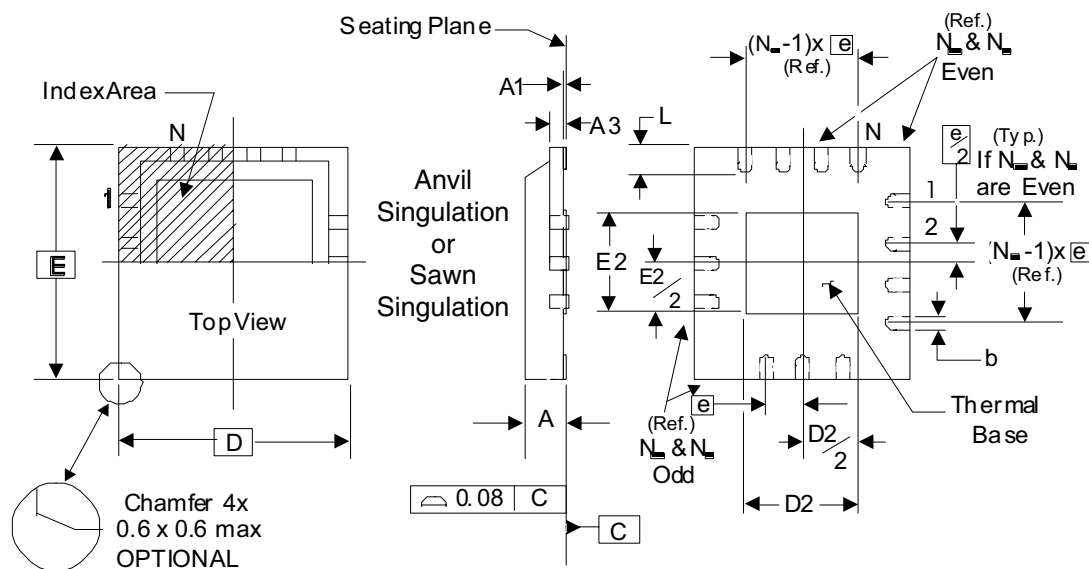 Seating Plane
Index Area
N
1
E
Top View
D
Chamfer 4x
0.6 x 0.6 max
OPTIONAL
A1
A3
L
Anvil
Singulation
or
Sawn
Singulation
A
0.08 C
C
(N -1)x e
(Ref.)
(Ref.)
N & N
Even
N
e/2
(Typ.)
If N & N
are Even
1
2
(N -1)x e
(Ref.)
E2
E2/2
b
e
(Ref.)
N & N
Odd
D2/2
D2
Thermal
Base